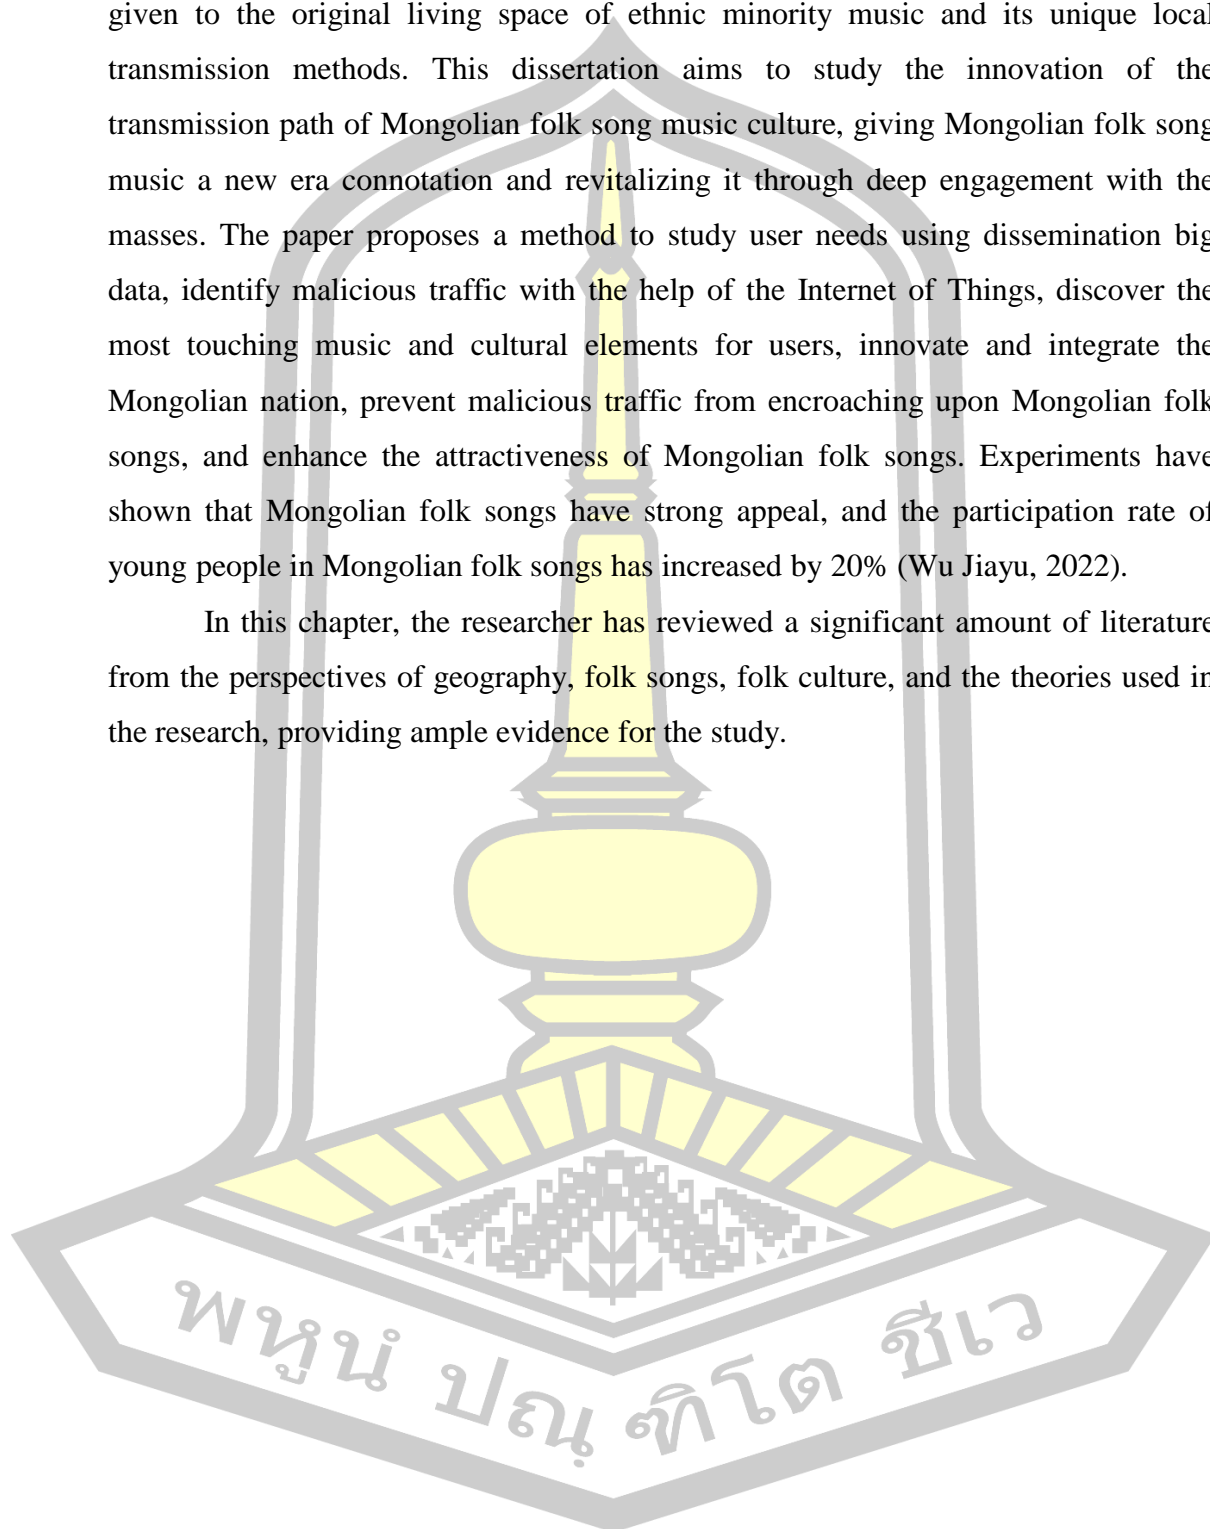 given to the original living space of ethnic minority music and its unique local
transmission methods. This dissertation aims to study the innovation of the
transmission path of Mongolian folk song music culture, giving Mongolian folk song
music a new era connotation and revitalizing it through deep engagement with the
masses. The paper proposes a method to study user needs using dissemination big
data, identify malicious traffic with the help of the Internet of Things, discover the
most touching music and cultural elements for users, innovate and integrate the
Mongolian nation, prevent malicious traffic from encroaching upon Mongolian folk
songs, and enhance the attractiveness of Mongolian folk songs. Experiments have
shown that Mongolian folk songs have strong appeal, and the participation rate of
young people in Mongolian folk songs has increased by 20% (Wu Jiayu, 2022).
In this chapter, the researcher has reviewed a significant amount of literature
from the perspectives of geography, folk songs, folk culture, and the theories used in
the research, providing ample evidence for the study.
พหูนํ ปณฺฑิโต ชีเว